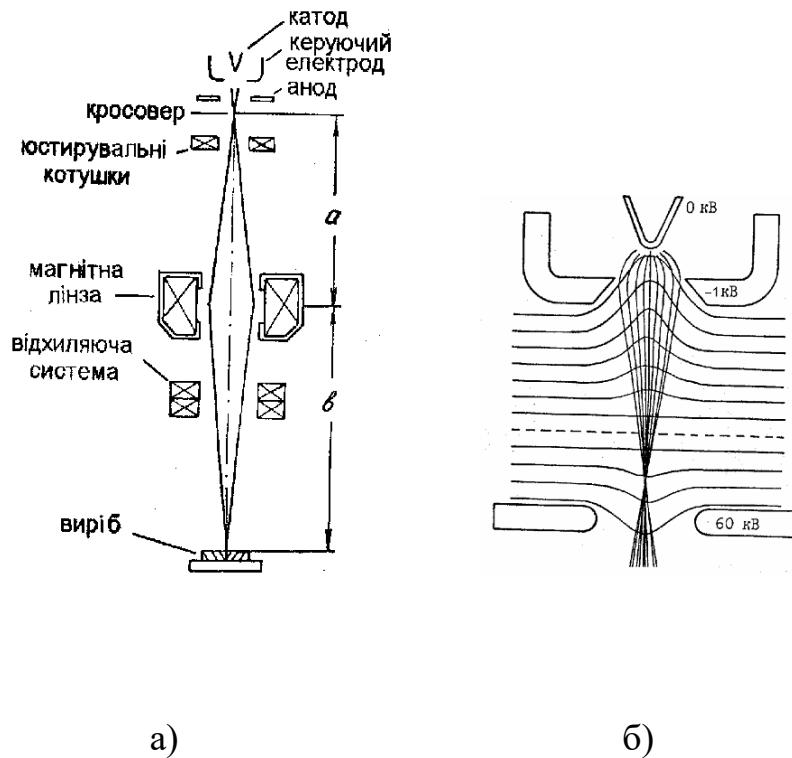 катод
керуючий
електрод
анод
кросовер
юстирувальні
котушки
a
магнітна
лінза
відхиляюча
система
в
виріб
0 кВ
-1кВ
60 кВ
а)
б)